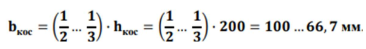 b_кос = (1/2 ... 1/3) · h_кос = (1/2 ... 1/3) · 200 = 100 ... 66,7 мм.